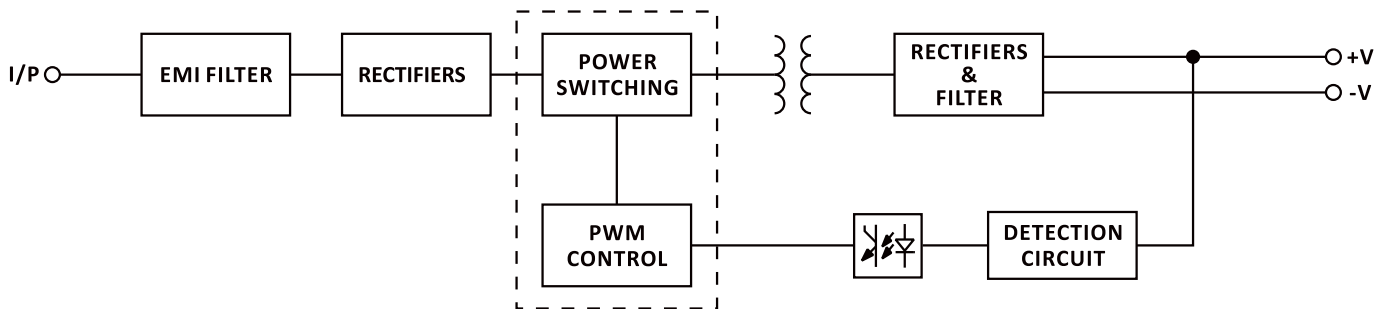 I/P
EMI FILTER
RECTIFIERS
POWER
SWITCHING
RECTIFIERS
&
FILTER
+V
-V
PWM
CONTROL
DETECTION
CIRCUIT